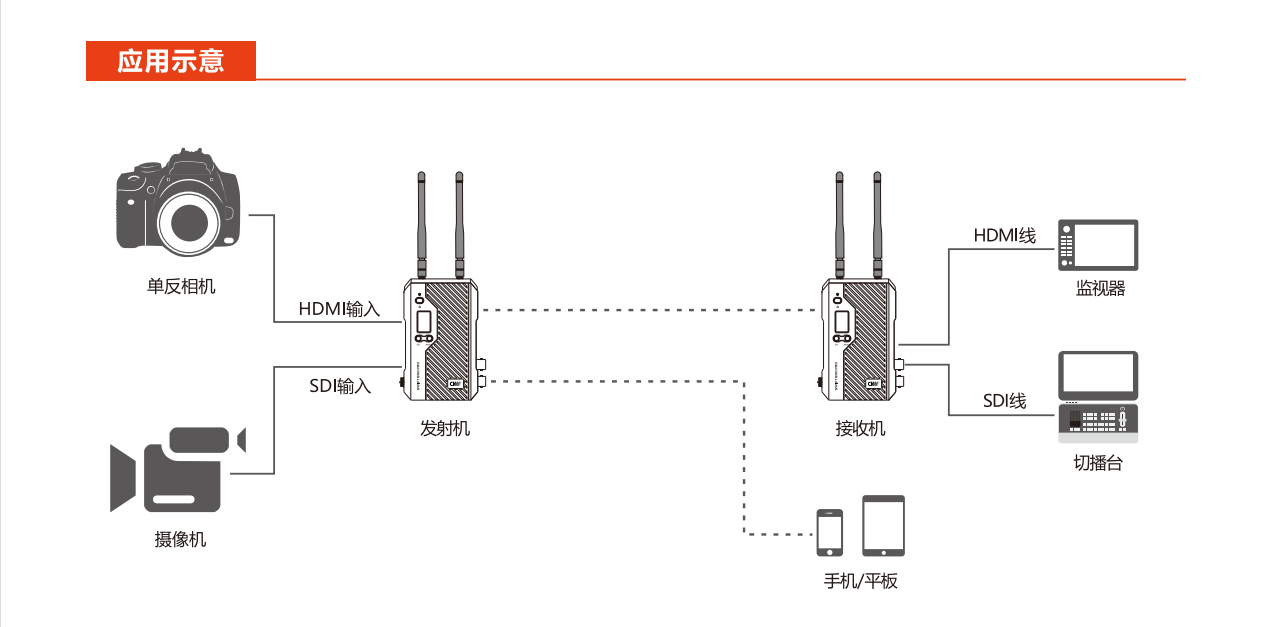 应用示意
单反相机
HDMI输入
SDI输入
摄像机
发射机
HDMI线
监视器
接收机
SDI线
切播台
手机/平板